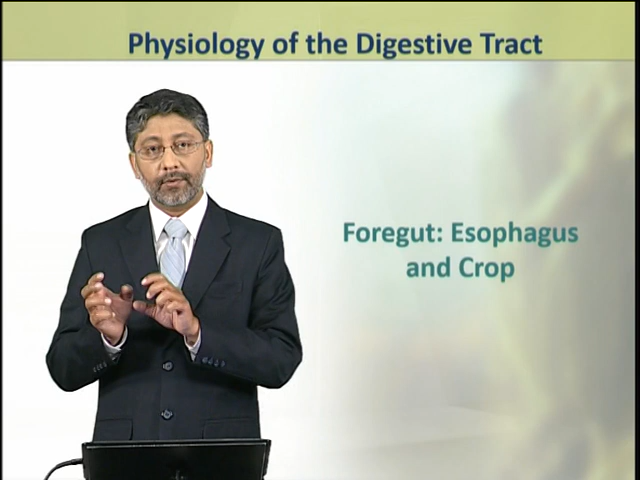 Physiology of the Digestive Tract
Foregut: Esophagus
and Crop